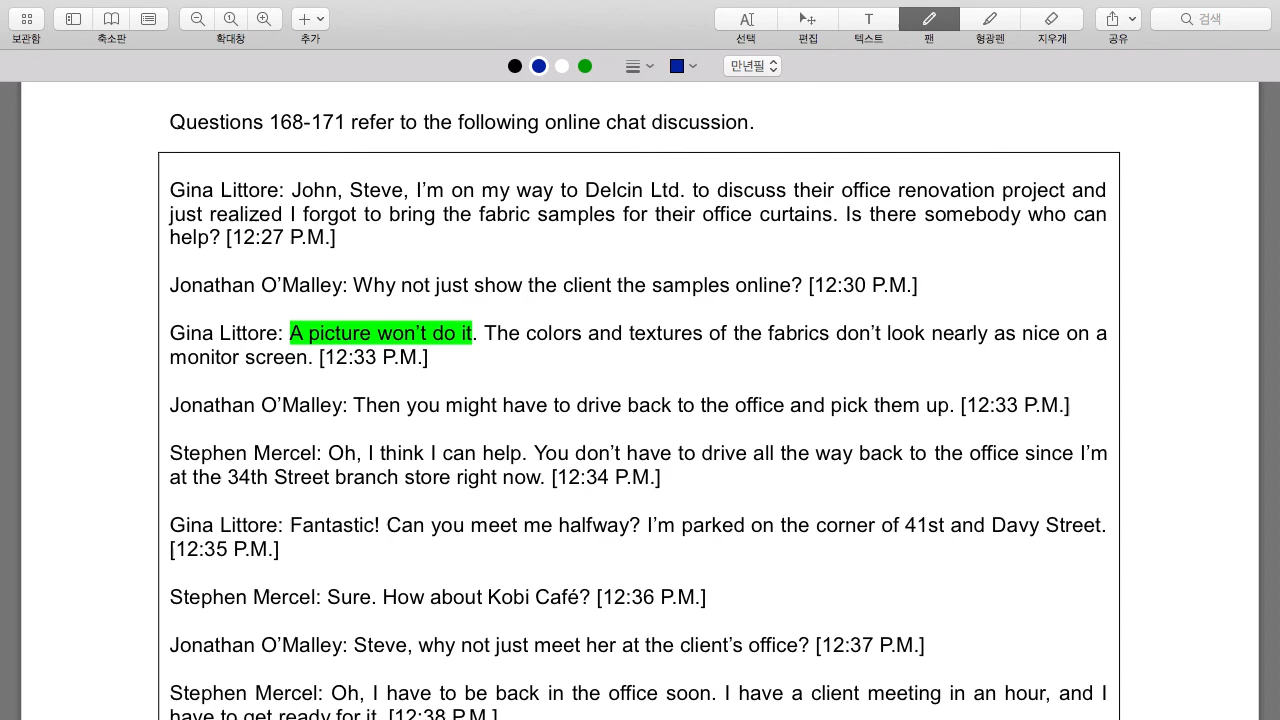 보관함
축소판
확대창
추가
선택
편집
텍스트
펜
형광펜
지우개
공유
검색
만년필
Questions 168-171 refer to the following online chat discussion.
Gina Littore: John, Steve, I’m on my way to Delcin Ltd. to discuss their office renovation project and
just realized I forgot to bring the fabric samples for their office curtains. Is there somebody who can
help? [12:27 P.M.]
Jonathan O’Malley: Why not just show the client the samples online? [12:30 P.M.]
Gina Littore: A picture won’t do it. The colors and textures of the fabrics don’t look nearly as nice on a
monitor screen. [12:33 P.M.]
Jonathan O’Malley: Then you might have to drive back to the office and pick them up. [12:33 P.M.]
Stephen Mercel: Oh, I think I can help. You don’t have to drive all the way back to the office since I’m
at the 34th Street branch store right now. [12:34 P.M.]
Gina Littore: Fantastic! Can you meet me halfway? I’m parked on the corner of 41st and Davy Street.
[12:35 P.M.]
Stephen Mercel: Sure. How about Kobi Café? [12:36 P.M.]
Jonathan O’Malley: Steve, why not just meet her at the client’s office? [12:37 P.M.]
Stephen Mercel: Oh, I have to be back in the office soon. I have a client meeting in an hour, and I
have to get ready for it. [12:38 P.M.]